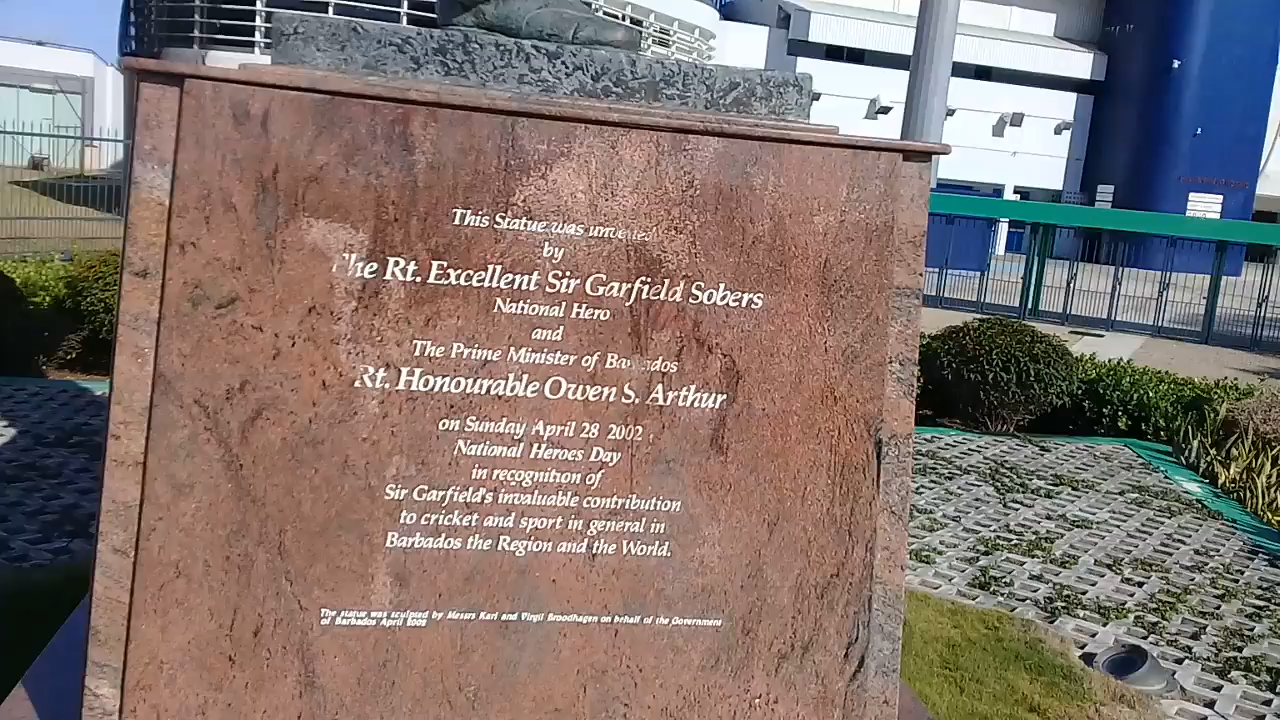 This Statue was unveiled
by
The Rt. Excellent Sir Garfield Sobers
National Hero
and
The Prime Minister of Barbados
Rt. Honourable Owen S. Arthur
on Sunday April 28 2002
National Heroes Day
in recognition of
Sir Garfield's invaluable contribution
to cricket and sport in general in
Barbados the Region and the World.
The statue was sculpted by Messrs Karl and Virgil Broodhagen on behalf of the Government
of Barbados April 2002